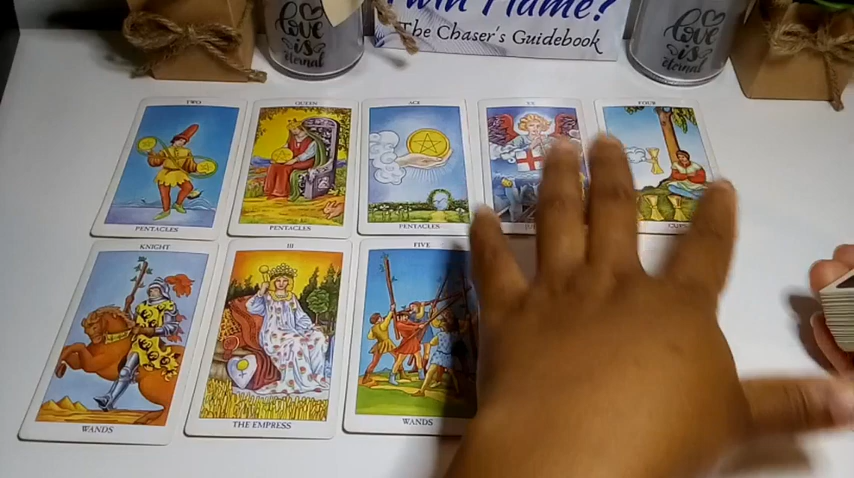 Twin Flame?
The Chaser's Guidebook
LOVE
is
eternal
LOVE
is
eternal
TWO
PENTACLES
QUEEN
PENTACLES
ACE
PENTACLES
XX
FOUR
KNIGHT
WANDS
III
THE EMPRESS
FIVE
WANDS